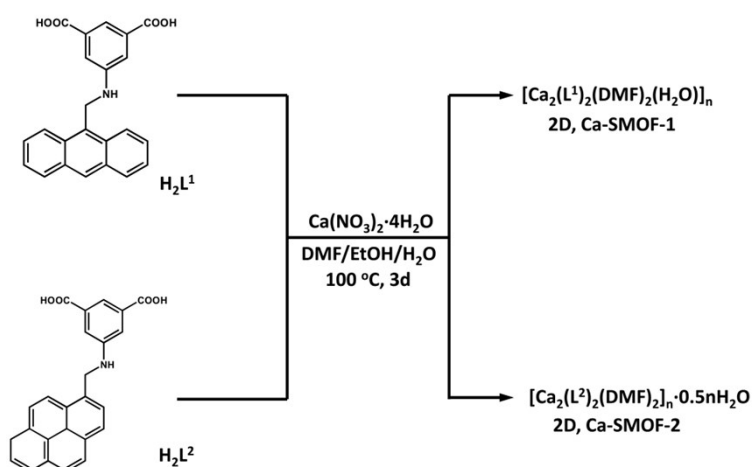 HOOC COOH
NH
H₂L¹
[Ca₂(L¹)₂(DMF)₂(H₂O)]ₙ
2D, Ca-SMOF-1
Ca(NO₃)₂·4H₂O
DMF/EtOH/H₂O
100 °C, 3d
HOOC COOH
NH
H₂L²
[Ca₂(L²)₂(DMF)₂]ₙ·0.5nH₂O
2D, Ca-SMOF-2